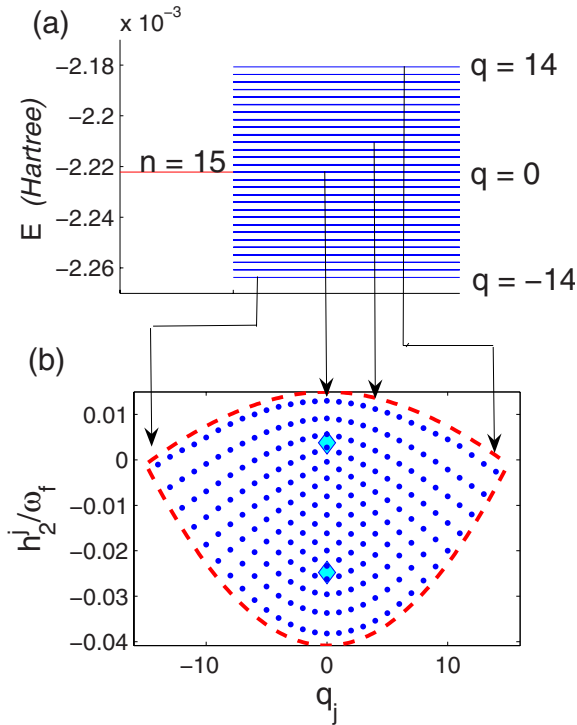 (a)
x 10⁻³
E (Hartree)
−2.18
−2.2
−2.22
−2.24
−2.26
n = 15
q = 14
q = 0
q = −14
(b)
h₂ʲ/ω_f
0.01
0
−0.01
−0.02
−0.03
−0.04
−10
0
10
q_j